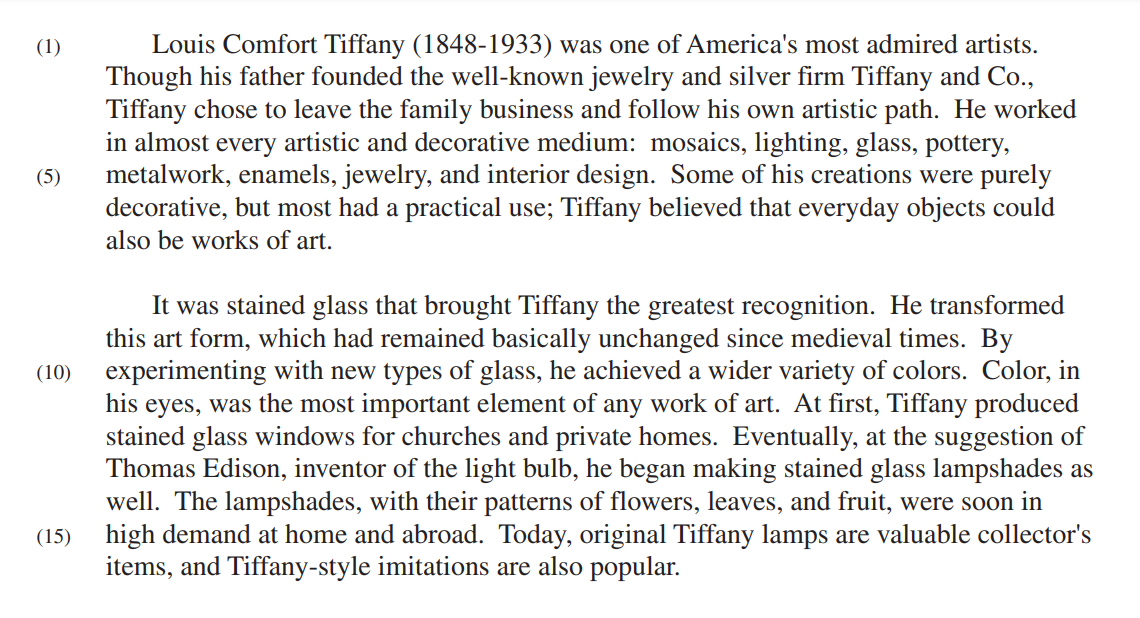 (1) Louis Comfort Tiffany (1848-1933) was one of America's most admired artists.
Though his father founded the well-known jewelry and silver firm Tiffany and Co.,
Tiffany chose to leave the family business and follow his own artistic path.  He worked
in almost every artistic and decorative medium:  mosaics, lighting, glass, pottery,
(5) metalwork, enamels, jewelry, and interior design.  Some of his creations were purely
decorative, but most had a practical use; Tiffany believed that everyday objects could
also be works of art.
It was stained glass that brought Tiffany the greatest recognition.  He transformed
this art form, which had remained basically unchanged since medieval times.  By
(10) experimenting with new types of glass, he achieved a wider variety of colors.  Color, in
his eyes, was the most important element of any work of art.  At first, Tiffany produced
stained glass windows for churches and private homes.  Eventually, at the suggestion of
Thomas Edison, inventor of the light bulb, he began making stained glass lampshades as
well.  The lampshades, with their patterns of flowers, leaves, and fruit, were soon in
(15) high demand at home and abroad.  Today, original Tiffany lamps are valuable collector's
items, and Tiffany-style imitations are also popular.